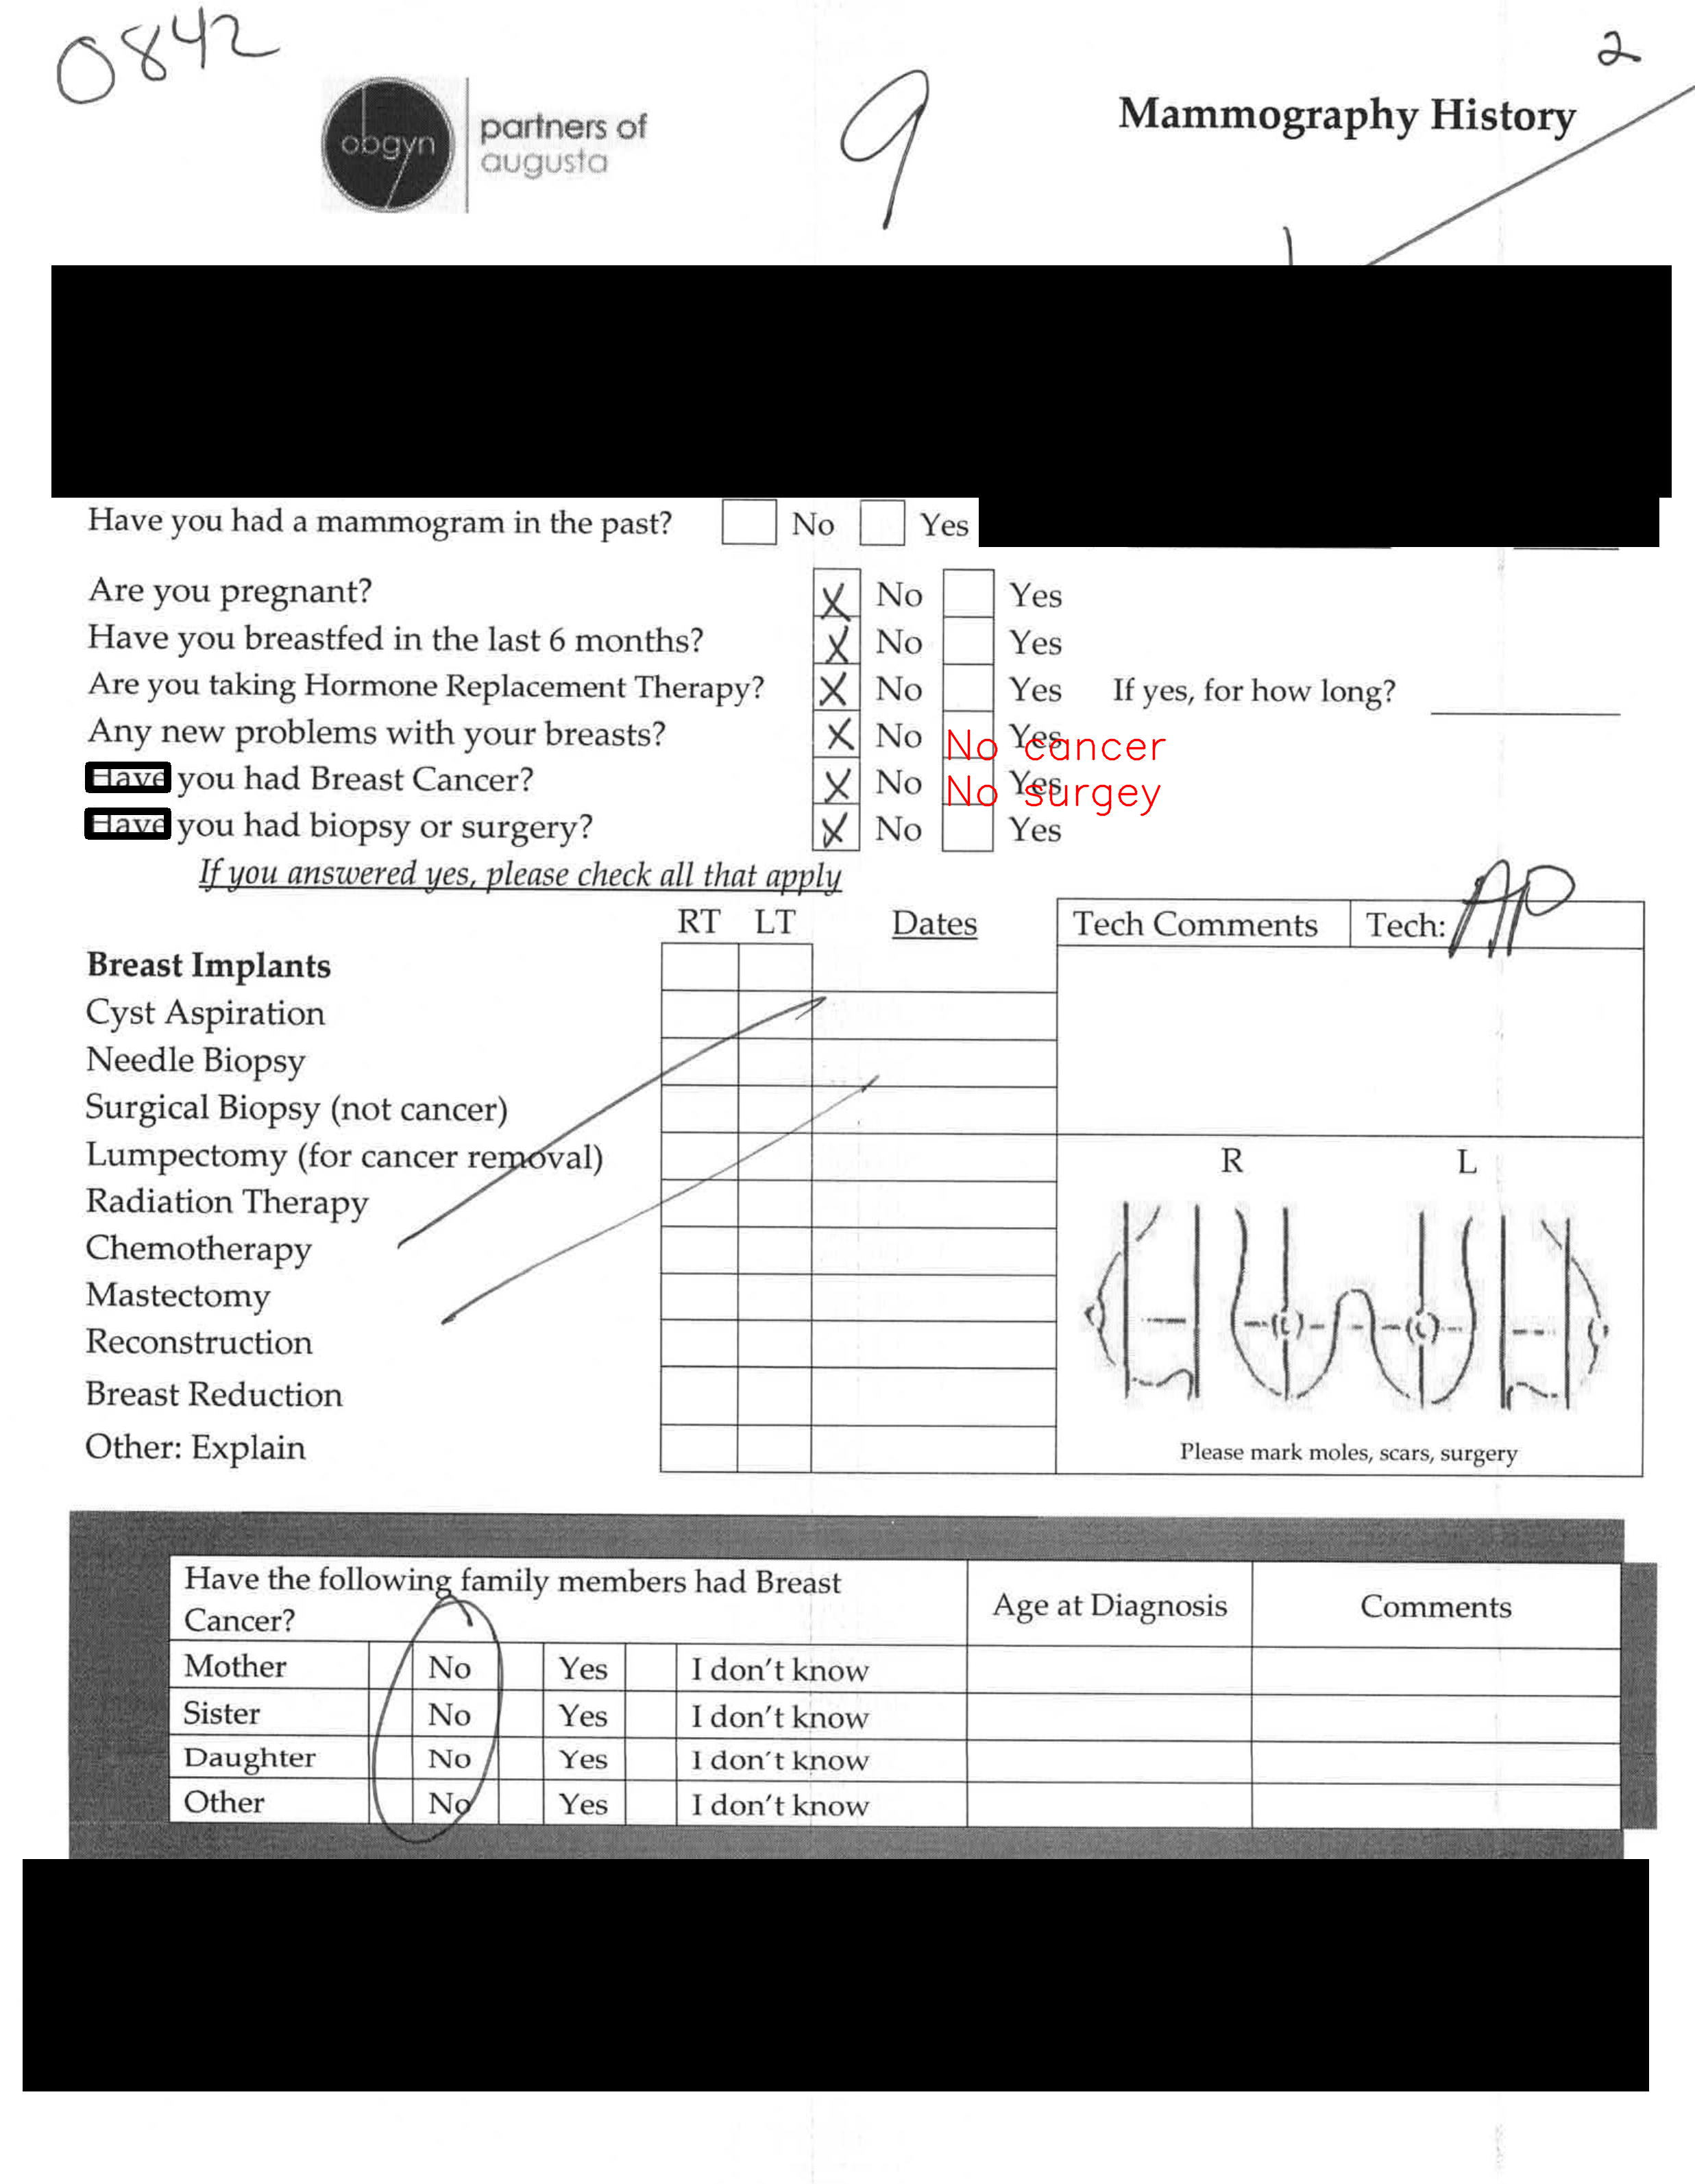 0842
2
obgyn
partners of
augusta
9
Mammography History
Have you had a mammogram in the past? No Yes
Are you pregnant? X No Yes
Have you breastfed in the last 6 months? X No Yes
Are you taking Hormone Replacement Therapy? X No Yes If yes, for how long?
Any new problems with your breasts? X No Yes
No cancer
Have you had Breast Cancer? X No Yes
No surgey
Have you had biopsy or surgery? X No Yes
If you answered yes, please check all that apply
RT LT Dates
Tech Comments Tech: AP
Breast Implants
Cyst Aspiration
Needle Biopsy
Surgical Biopsy (not cancer)
Lumpectomy (for cancer removal)
Radiation Therapy
Chemotherapy
Mastectomy
Reconstruction
Breast Reduction
Other: Explain
R L
Please mark moles, scars, surgery
Have the following family members had Breast
Cancer?
Age at Diagnosis
Comments
Mother No Yes I don't know
Sister No Yes I don't know
Daughter No Yes I don't know
Other No Yes I don't know